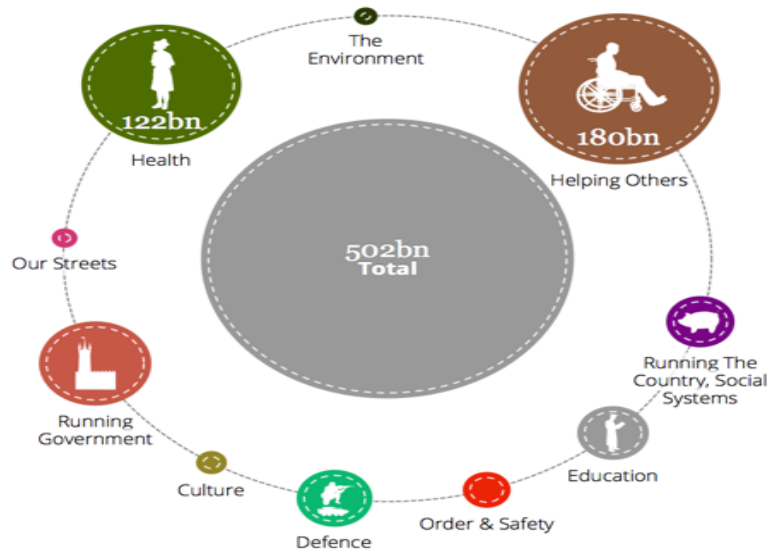 The
Environment
122bn
Health
180bn
Helping Others
Our Streets
502bn
Total
Running The
Country, Social
Systems
Running
Government
Education
Culture
Order & Safety
Defence